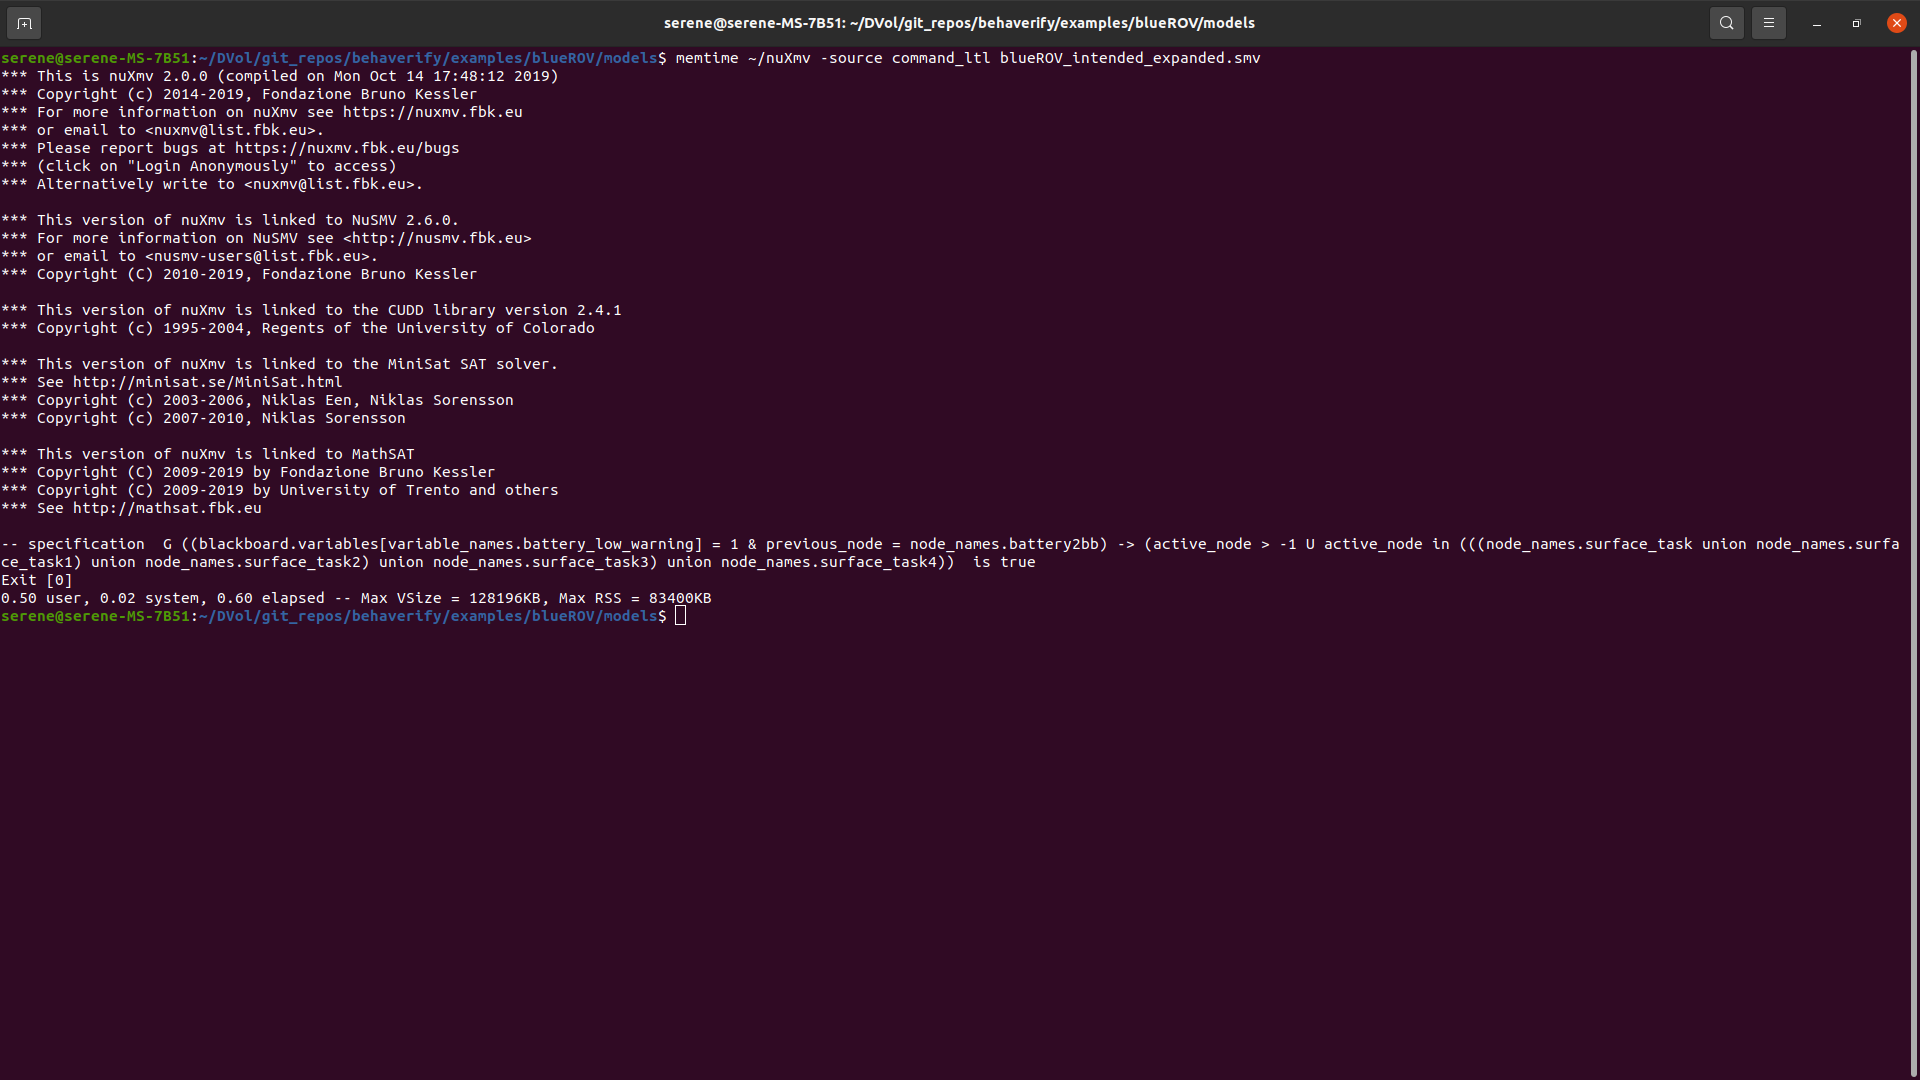 serene@serene-MS-7B51: ~/DVol/git_repos/behaverify/examples/blueROV/models
serene@serene-MS-7B51:~/DVol/git_repos/behaverify/examples/blueROV/models$ memtime ~/nuXmv -source command_ltl blueROV_intended_expanded.smv
*** This is nuXmv 2.0.0 (compiled on Mon Oct 14 17:48:12 2019)
*** Copyright (c) 2014-2019, Fondazione Bruno Kessler
*** For more information on nuXmv see https://nuxmv.fbk.eu
*** or email to <nuxmv@list.fbk.eu>.
*** Please report bugs at https://nuxmv.fbk.eu/bugs
*** (click on "Login Anonymously" to access)
*** Alternatively write to <nuxmv@list.fbk.eu>.

*** This version of nuXmv is linked to NuSMV 2.6.0.
*** For more information on NuSMV see <http://nusmv.fbk.eu>
*** or email to <nusmv-users@list.fbk.eu>.
*** Copyright (C) 2010-2019, Fondazione Bruno Kessler

*** This version of nuXmv is linked to the CUDD library version 2.4.1
*** Copyright (c) 1995-2004, Regents of the University of Colorado

*** This version of nuXmv is linked to the MiniSat SAT solver.
*** See http://minisat.se/MiniSat.html
*** Copyright (c) 2003-2006, Niklas Een, Niklas Sorensson
*** Copyright (c) 2007-2010, Niklas Sorensson

*** This version of nuXmv is linked to MathSAT
*** Copyright (C) 2009-2019 by Fondazione Bruno Kessler
*** Copyright (C) 2009-2019 by University of Trento and others
*** See http://mathsat.fbk.eu

-- specification  G ((blackboard.variables[variable_names.battery_low_warning] = 1 & previous_node = node_names.battery2bb) -> (active_node > -1 U active_node in (((node_names.surface_task union node_names.surfa
ce_task1) union node_names.surface_task2) union node_names.surface_task3) union node_names.surface_task4))  is true
Exit [0]
0.50 user, 0.02 system, 0.60 elapsed -- Max VSize = 128196KB, Max RSS = 83400KB
serene@serene-MS-7B51:~/DVol/git_repos/behaverify/examples/blueROV/models$